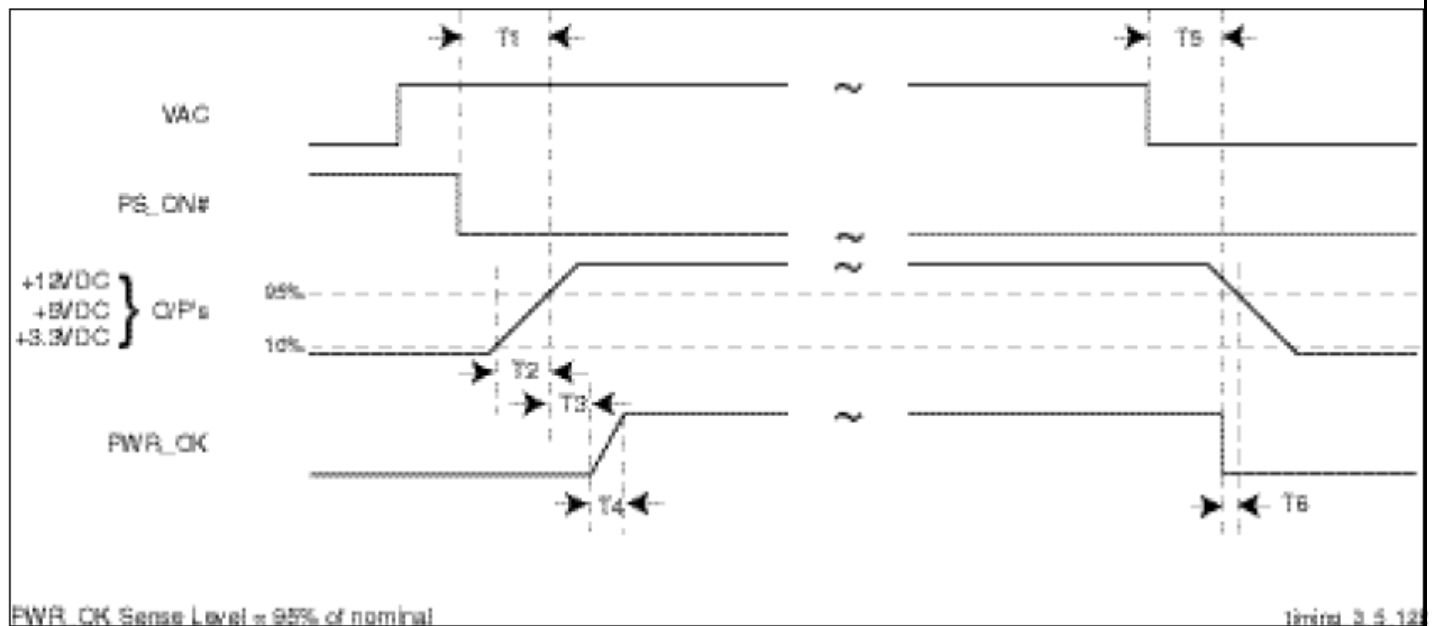 T1
T5
VAC
PS_ON#
+12VDC
+5VDC
+3.3VDC
} O/P's
95%
10%
T2
T3
PWR_OK
T4
T6
PWR_OK Sense Level = 95% of nominal
timing_3_5_12b